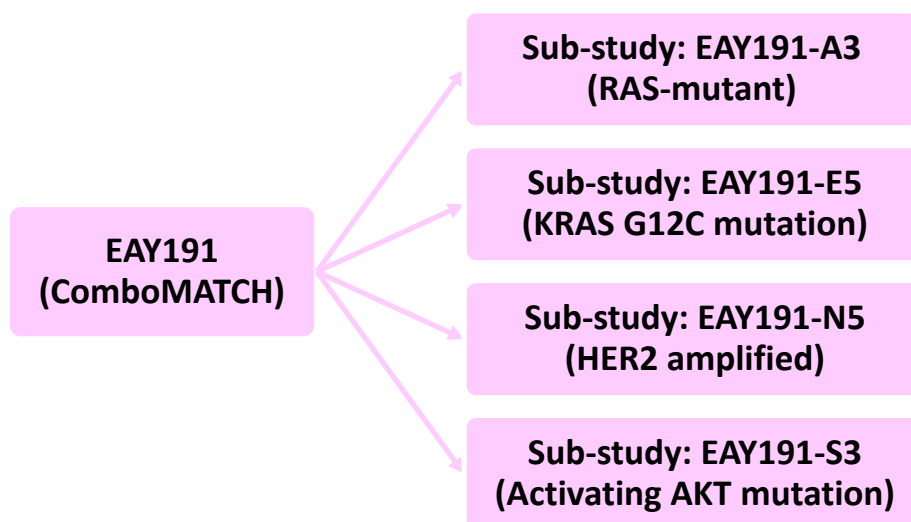 EAY191
(ComboMATCH)
Sub-study: EAY191-A3
(RAS-mutant)
Sub-study: EAY191-E5
(KRAS G12C mutation)
Sub-study: EAY191-N5
(HER2 amplified)
Sub-study: EAY191-S3
(Activating AKT mutation)